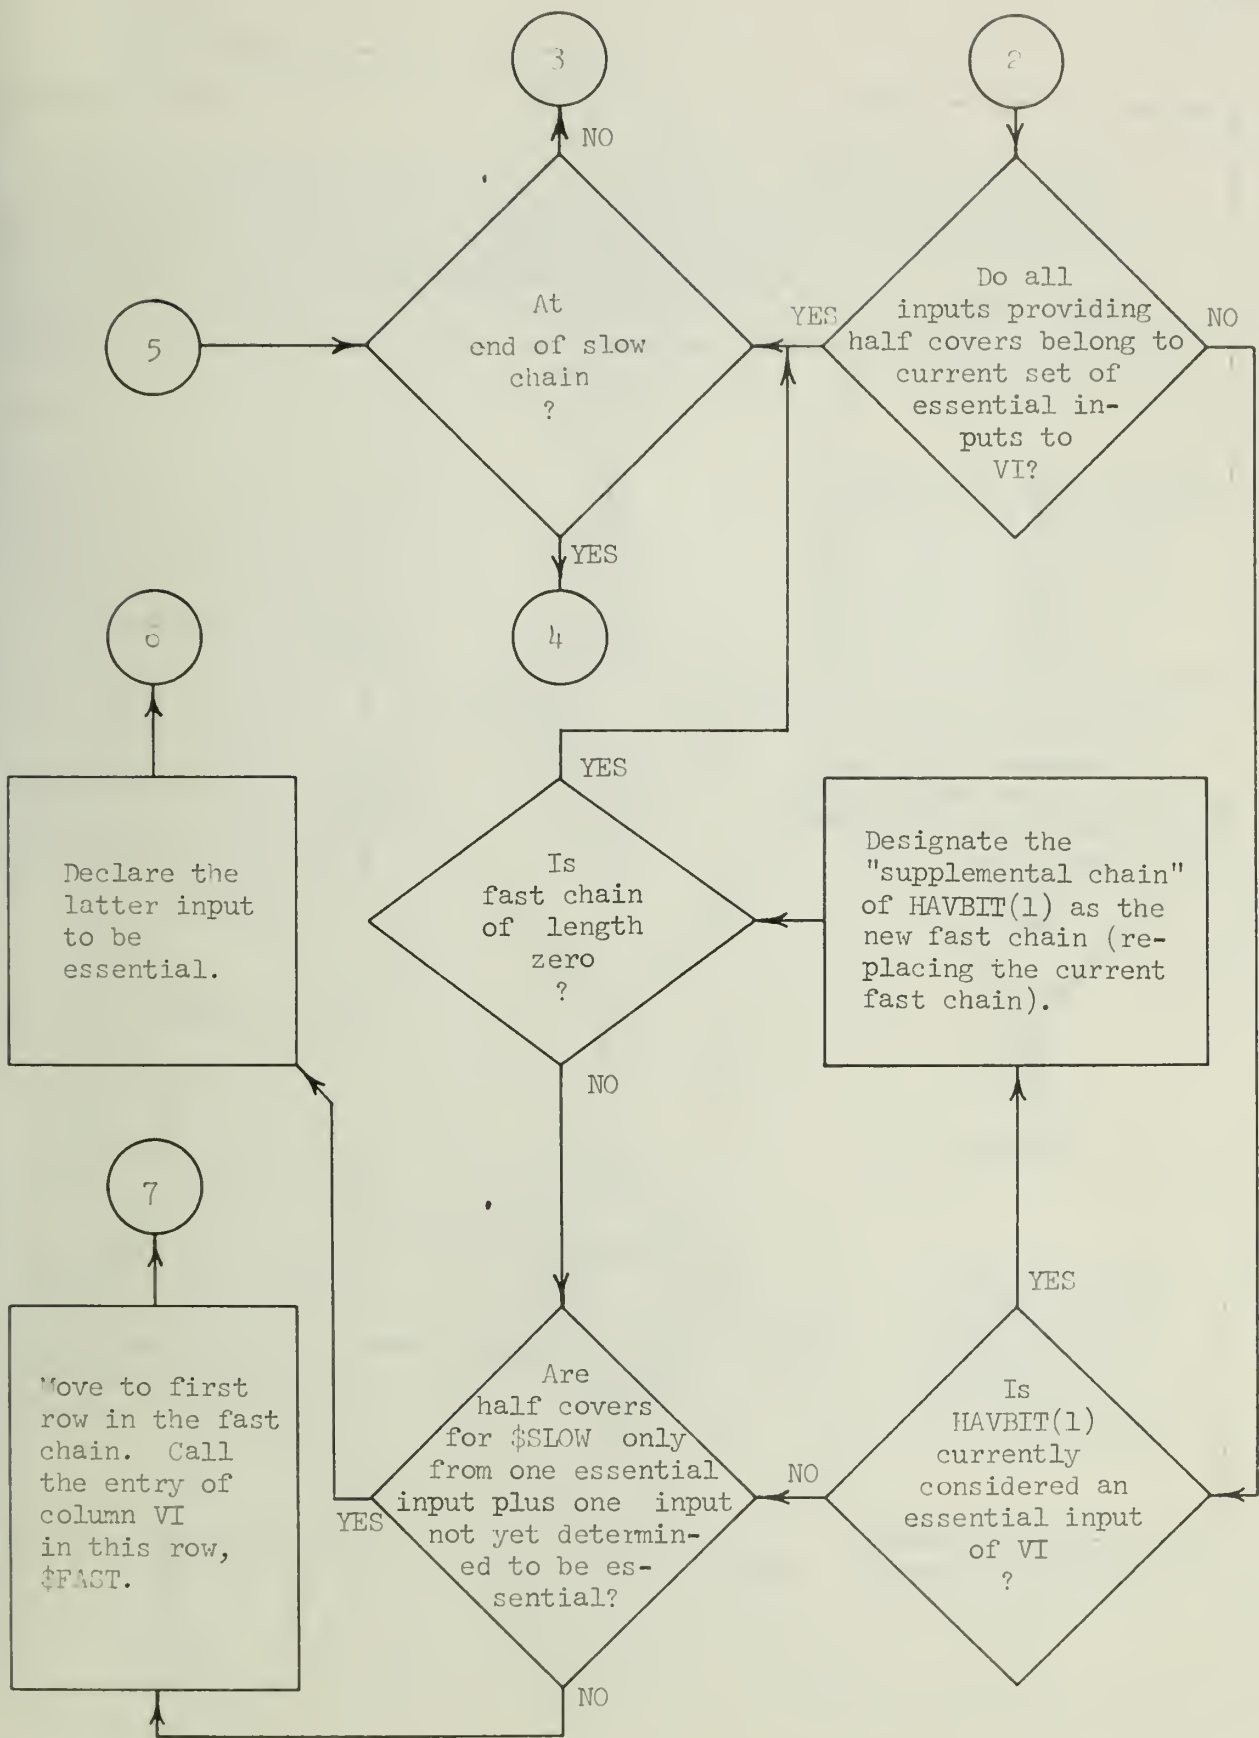 3
2
NO
At
end of slow
chain
?
YES
Do all
inputs providing
half covers belong to
current set of
essential in-
puts to
VI?
NO
5
YES
4
6
YES
Declare the
latter input
to be
essential.
Is
fast chain
of length
zero
?
Designate the
"supplemental chain"
of HAVBIT(1) as the
new fast chain (re-
placing the current
fast chain).
NO
7
YES
Move to first
row in the fast
chain. Call
the entry of
column VI
in this row,
$FAST.
Are
half covers
for $SLOW only
from one essential
input plus one input
not yet determin-
ed to be es-
sential?
YES
NO
Is
HAVBIT(1)
currently
considered an
essential input
of VI
?
NO